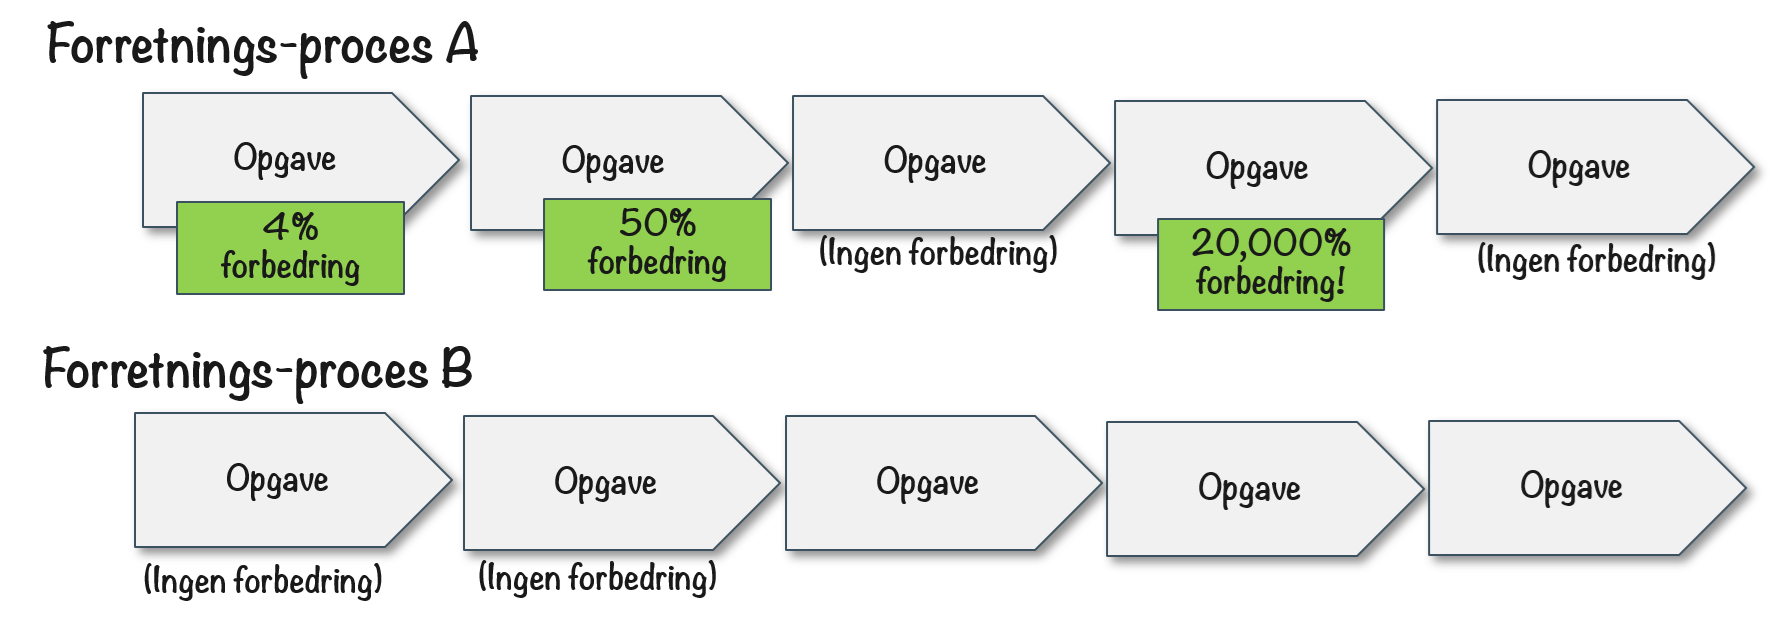 Forretnings-proces A
Opgave
4%
forbedring
Opgave
50%
forbedring
Opgave
(Ingen forbedring)
Opgave
20,000%
forbedring!
Opgave
(Ingen forbedring)
Forretnings-proces B
Opgave
(Ingen forbedring)
Opgave
(Ingen forbedring)
Opgave
Opgave
Opgave